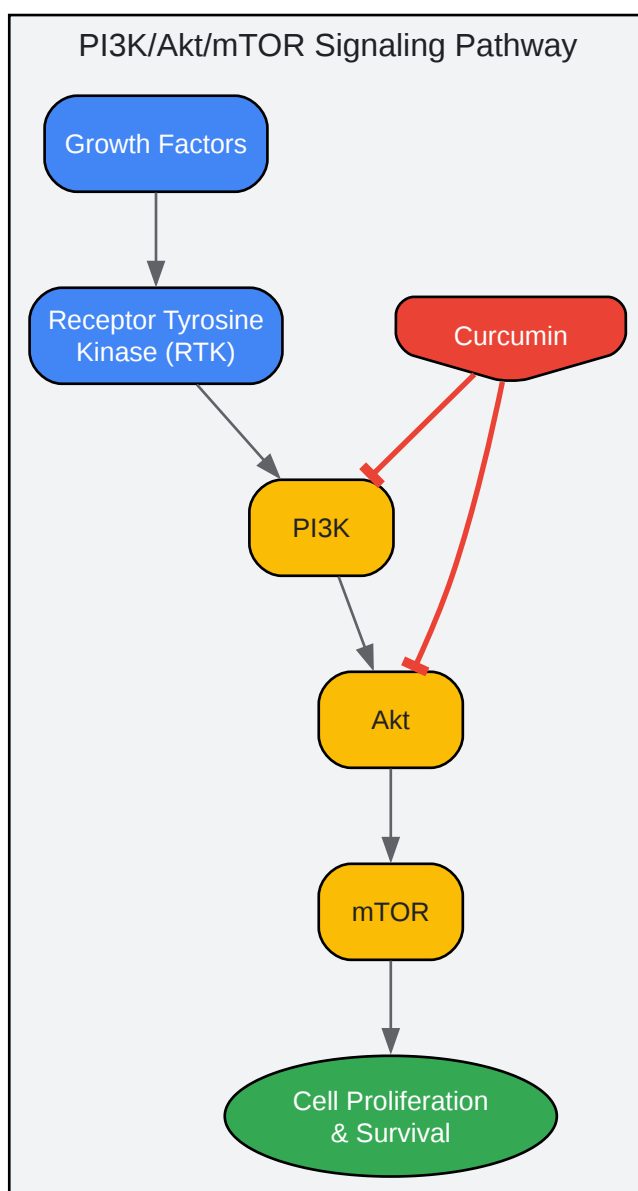 PI3K/Akt/mTOR Signaling Pathway
Growth Factors
Receptor Tyrosine
Kinase (RTK)
Curcumin
PI3K
Akt
mTOR
Cell Proliferation
& Survival